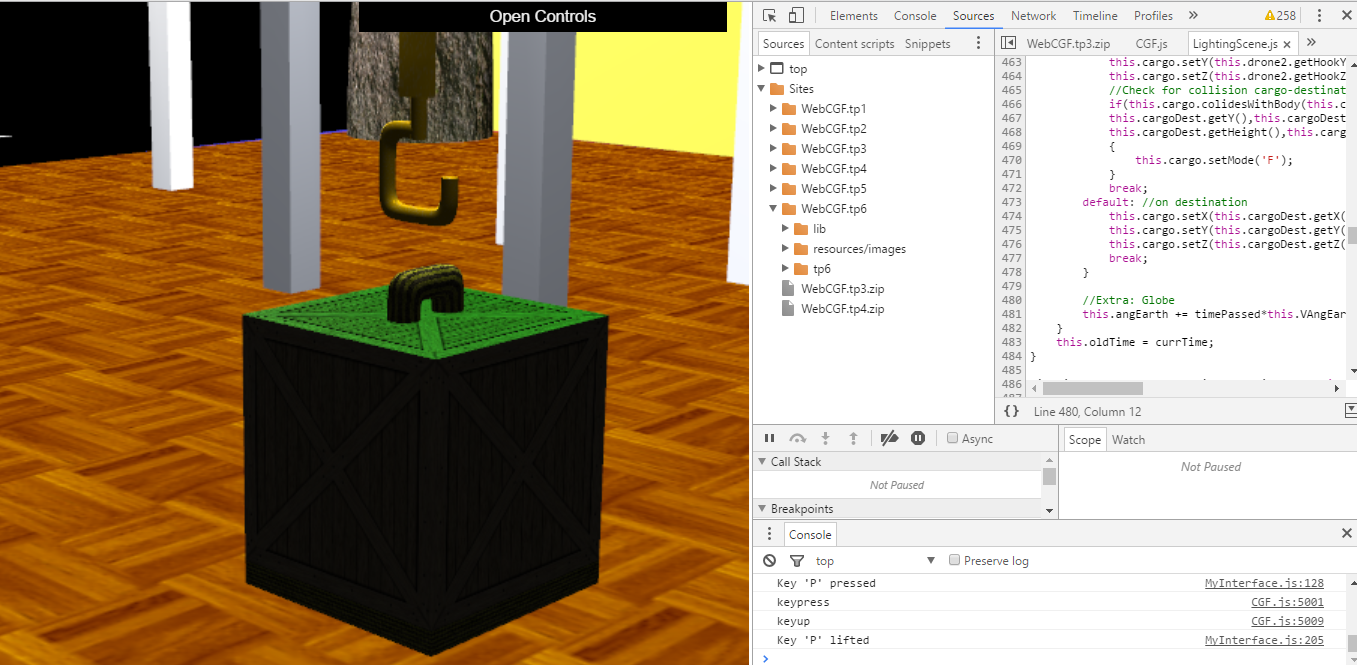 Open Controls
Elements Console Sources Network Timeline Profiles » 258
Sources Content scripts Snippets
WebCGF.tp3.zip CGF.js LightingScene.js × »
top
Sites
WebCGF.tp1
WebCGF.tp2
WebCGF.tp3
WebCGF.tp4
WebCGF.tp5
WebCGF.tp6
lib
resources/images
tp6
WebCGF.tp3.zip
WebCGF.tp4.zip
463 this.cargo.setY(this.drone2.getHookY
464 this.cargo.setZ(this.drone2.getHookZ
465 //Check for collision cargo-destinat
466 if(this.cargo.colidesWithBody(this.c
467 this.cargoDest.getY(),this.cargoDest
468 this.cargoDest.getHeight(),this.carg
469 {
470 this.cargo.setMode('F');
471 }
472 break;
473 default: //on destination
474 this.cargo.setX(this.cargoDest.getX(
475 this.cargo.setY(this.cargoDest.getY(
476 this.cargo.setZ(this.cargoDest.getZ(
477 break;
478 }
479
480 //Extra: Globe
481 this.angEarth += timePassed*this.VAngEar
482 }
483 this.oldTime = currTime;
484 }
485
486
{} Line 480, Column 12
Async
Call Stack
Not Paused
Breakpoints
Scope Watch
Not Paused
Console
top Preserve log
Key 'P' pressed MyInterface.js:128
keypress CGF.js:5001
keyup CGF.js:5009
Key 'P' lifted MyInterface.js:205